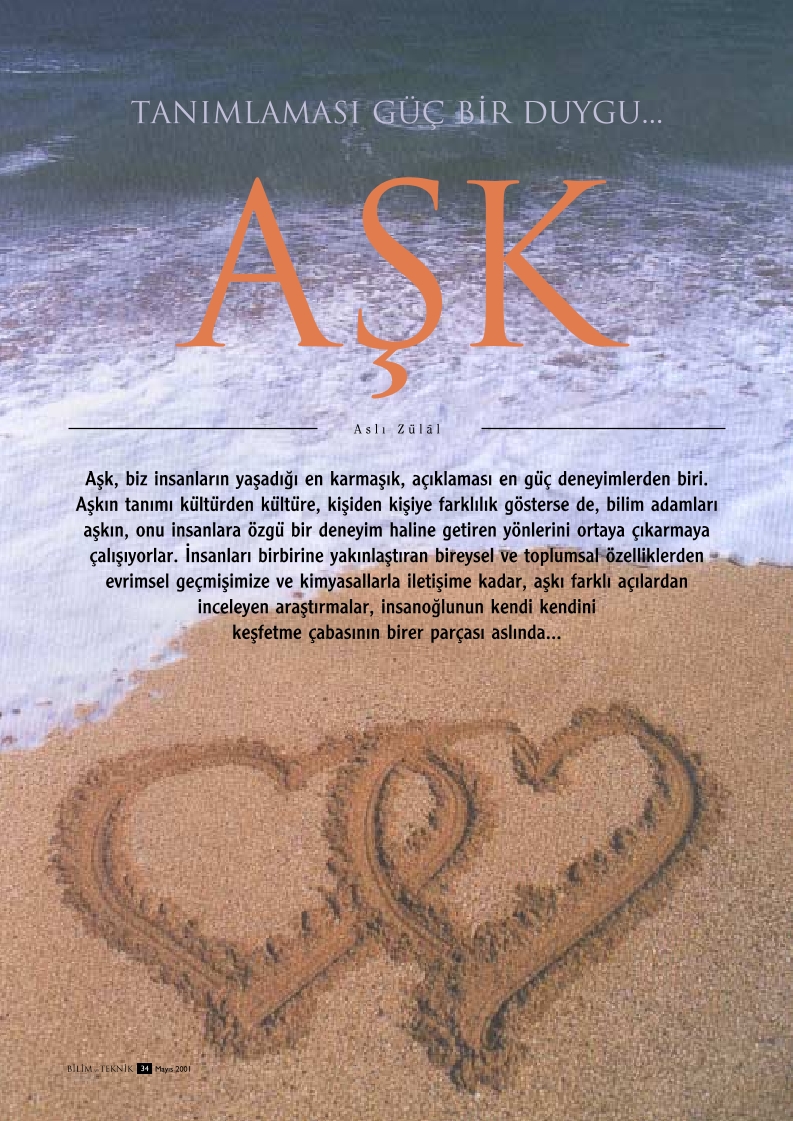 TANIMLAMASI GÜÇ BİR DUYGU...
AŞK
Aslı Zülâl
Aşk, biz insanların yaşadığı en karmaşık, açıklaması en güç deneyimlerden biri.
Aşkın tanımı kültürden kültüre, kişiden kişiye farklılık gösterse de, bilim adamları
aşkın, onu insanlara özgü bir deneyim haline getiren yönlerini ortaya çıkarmaya
çalışıyorlar. İnsanları birbirine yakınlaştıran bireysel ve toplumsal özelliklerden
evrimsel geçmişimize ve kimyasallarla iletişime kadar, aşkı farklı açılardan
inceleyen araştırmalar, insanoğlunun kendi kendini
keşfetme çabasının birer parçası aslında...
BİLİM ve TEKNİK 34 Mayıs 2001